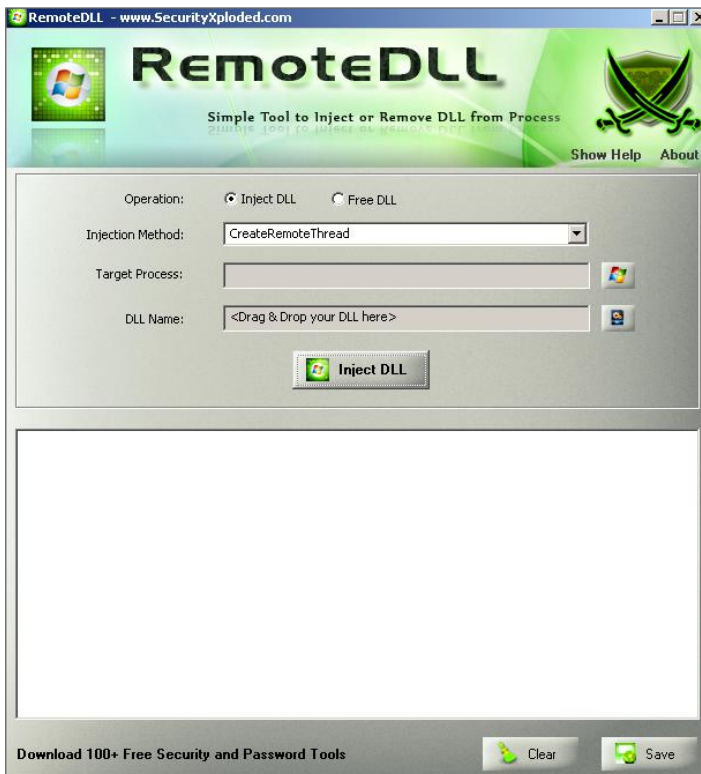 RemoteDLL - www.SecurityXploded.com
RemoteDLL
Simple Tool to Inject or Remove DLL from Process
Show Help About
Operation: Inject DLL Free DLL
Injection Method: CreateRemoteThread
Target Process:
DLL Name: <Drag & Drop your DLL here>
Inject DLL
Download 100+ Free Security and Password Tools Clear Save